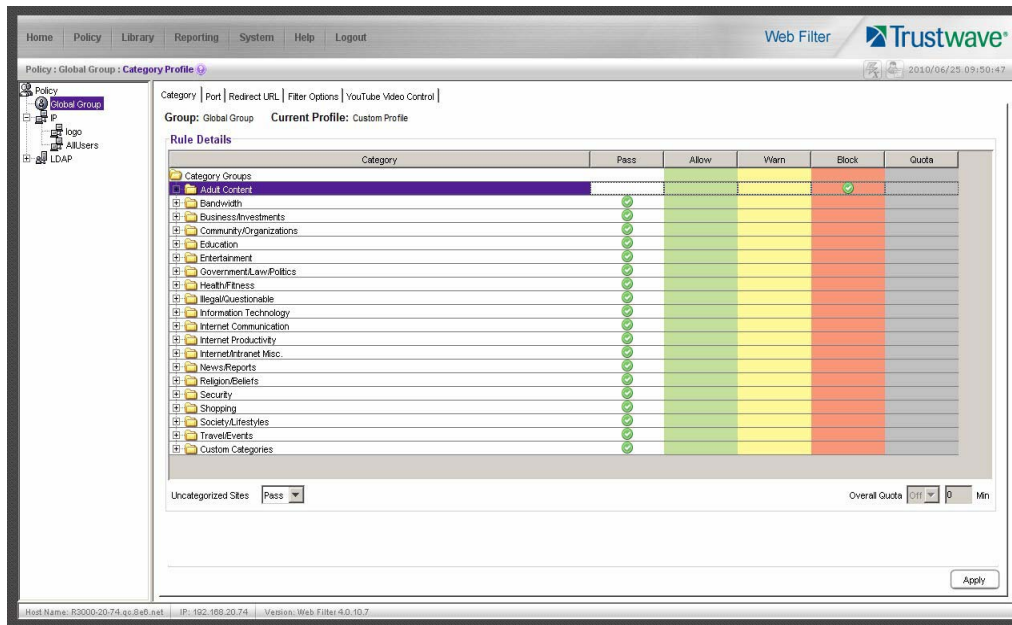 Home Policy Library Reporting System Help Logout Web Filter Trustwave®
Policy : Global Group : Category Profile 2010/06/25 09:50:47
Policy
Global Group
IP
logo
AllUsers
LDAP
Category Port Redirect URL Filter Options YouTube Video Control
Group: Global Group Current Profile: Custom Profile
Rule Details
Category Pass Allow Warn Block Quota
Category Groups
Adult Content
Bandwidth
Business/Investments
Community/Organizations
Education
Entertainment
Government/Law/Politics
Health/Fitness
Illegal/Questionable
Information Technology
Internet Communication
Internet Productivity
Internet/Intranet Misc.
News/Reports
Religion/Beliefs
Security
Shopping
Society/Lifestyles
Travel/Events
Custom Categories
Uncategorized Sites Pass Overall Quota Off 0 Min
Apply
Host Name: R3000-20-74.qc.8e6.net IP: 192.168.20.74 Version: Web Filter 4.0.10.7